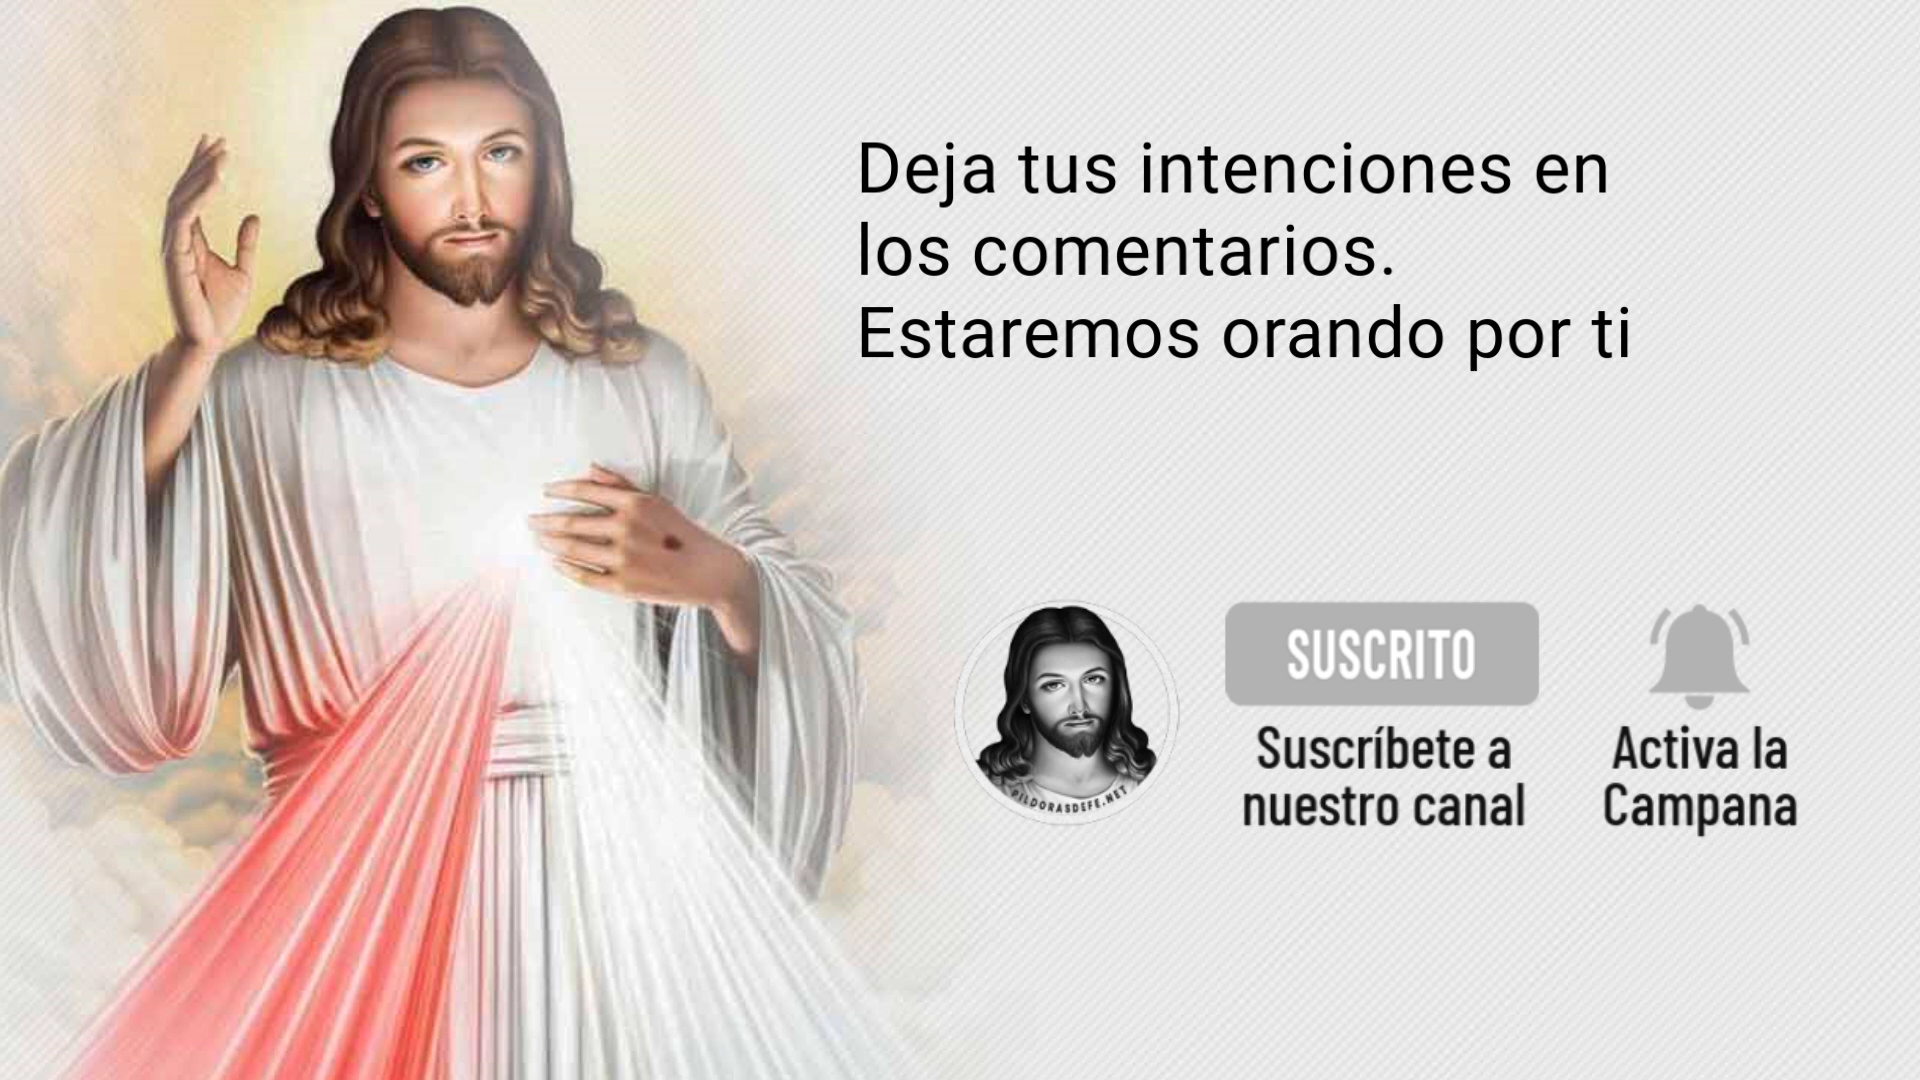 Deja tus intenciones en
los comentarios.
Estaremos orando por ti
PILDORASDEFE.NET
SUSCRITO
Suscríbete a
nuestro canal
Activa la
Campana